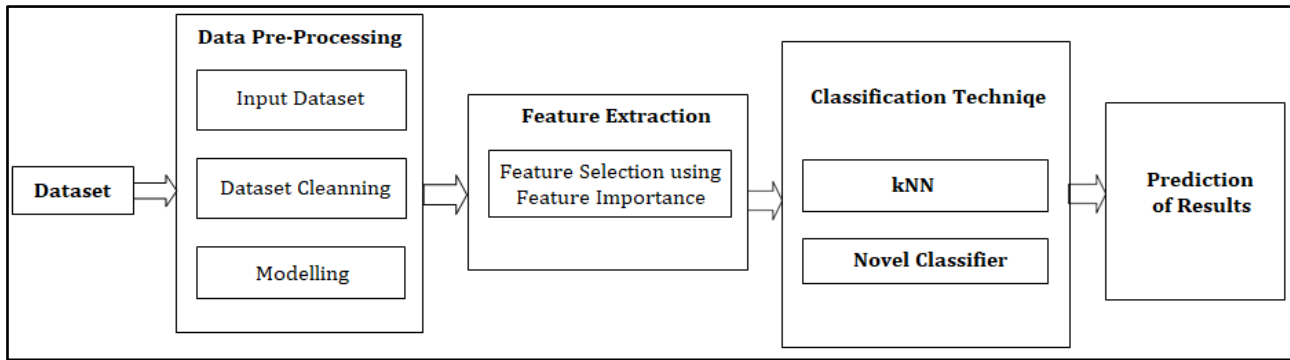 Dataset
Data Pre-Processing
Input Dataset
Dataset Cleanning
Modelling
Feature Extraction
Feature Selection using
Feature Importance
Classification Techniqe
kNN
Novel Classifier
Prediction
of Results